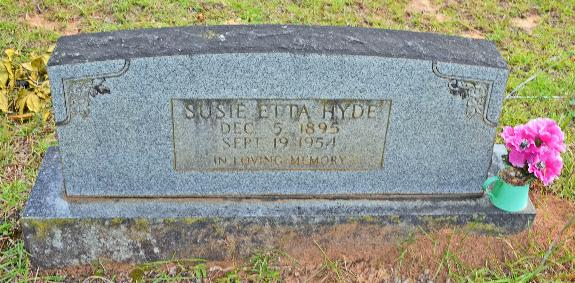 SUSIE ETTA HYDE
DEC. 5, 1895
SEPT. 19, 1954
IN LOVING MEMORY